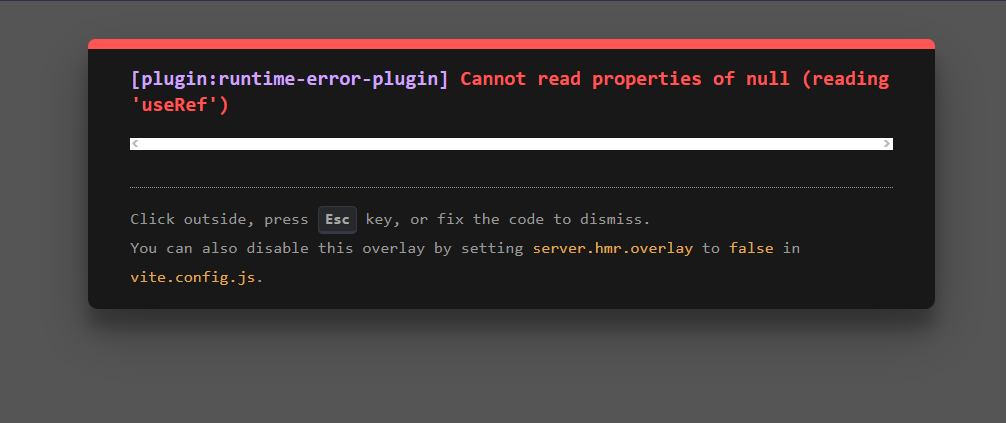 [plugin:runtime-error-plugin] Cannot read properties of null (reading
'useRef')
Click outside, press Esc key, or fix the code to dismiss.
You can also disable this overlay by setting server.hmr.overlay to false in
vite.config.js.